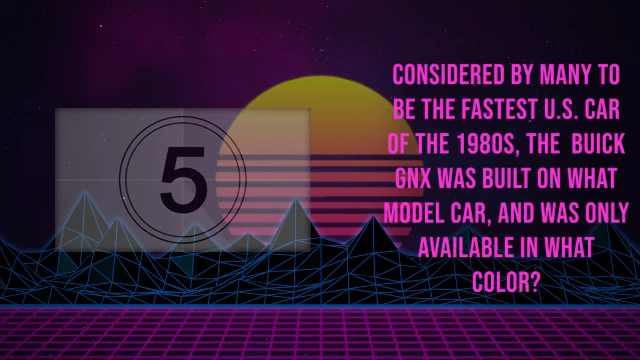 5
CONSIDERED BY MANY TO
BE THE FASTEST U.S. CAR
OF THE 1980S, THE BUICK
GNX WAS BUILT ON WHAT
MODEL CAR, AND WAS ONLY
AVAILABLE IN WHAT
COLOR?